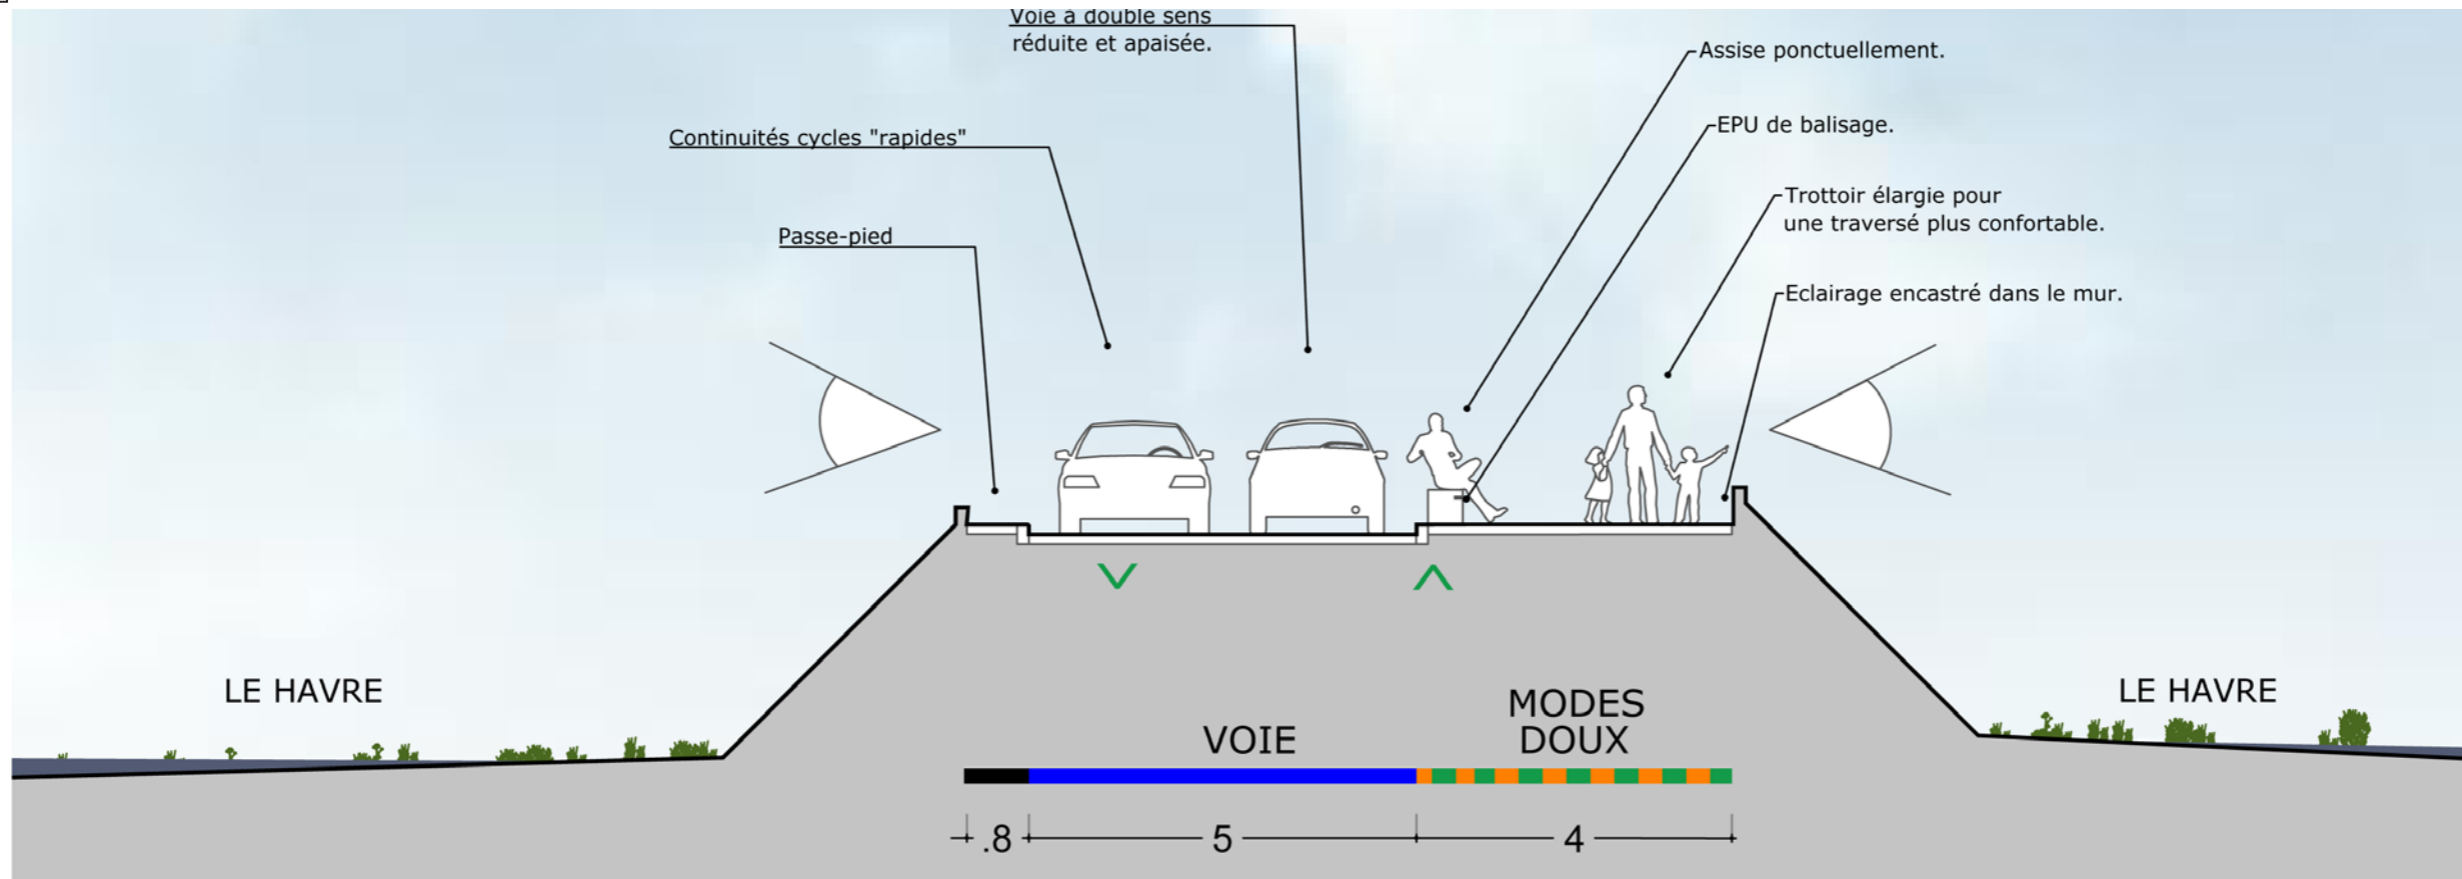 Voie à double sens
réduite et apaisée.
Assise ponctuellement.
EPU de balisage.
Continuités cycles "rapides"
Trottoir élargie pour
une traversé plus confortable.
Passe-pied
Eclairage encastré dans le mur.
LE HAVRE
LE HAVRE
MODES
DOUX
VOIE
.8
5
4